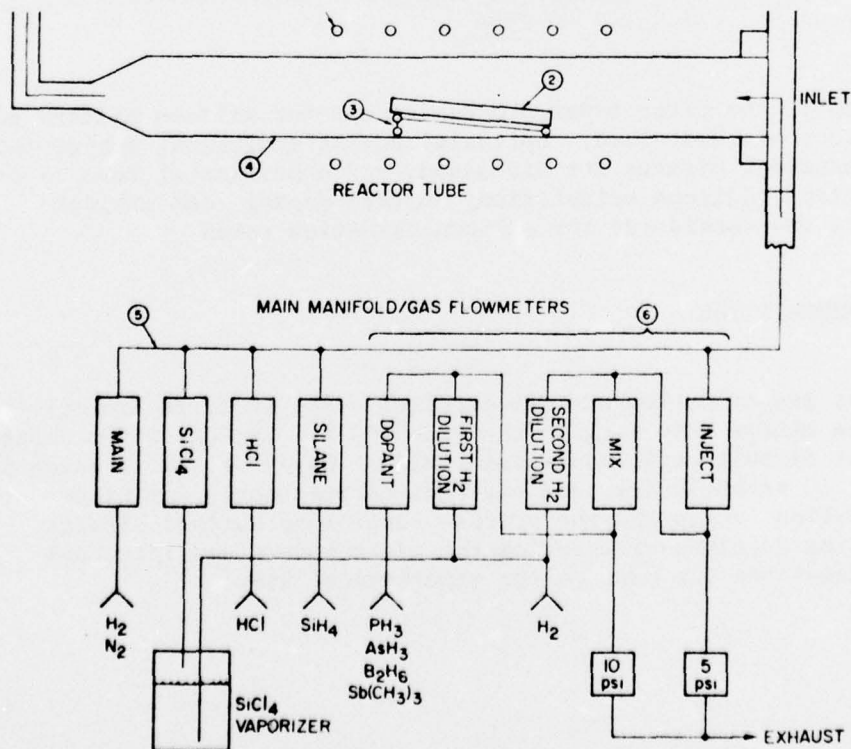 2
3
INLET
4
REACTOR TUBE
MAIN MANIFOLD/GAS FLOWMETERS
5
6
MAIN
SiCl4
HCl
SILANE
DOPANT
FIRST H2
DILUTION
SECOND H2
DILUTION
MIX
INJECT
H2
N2
HCl
SiH4
PH3
AsH3
B2H6
Sb(CH3)3
H2
10
psi
5
psi
SiCl4
VAPORIZER
EXHAUST